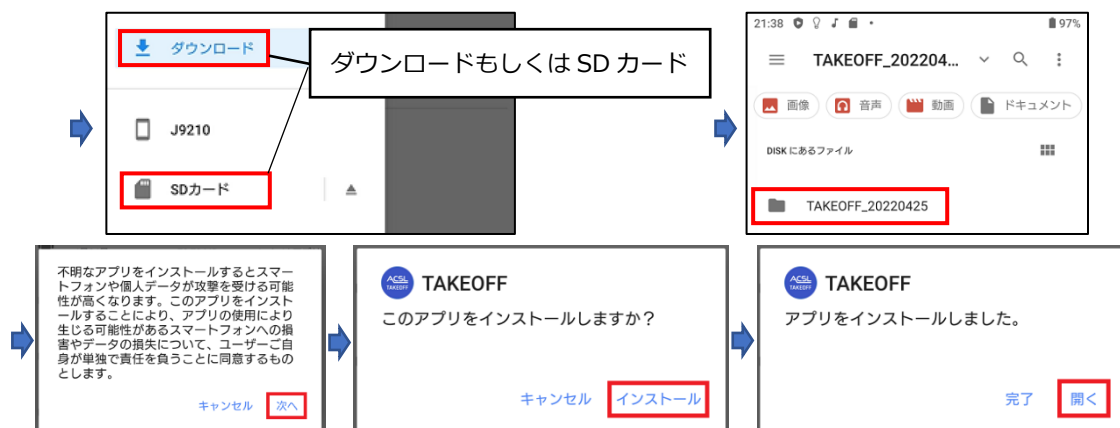 ダウンロード
ダウンロードもしくは SD カード
J9210
SDカード
21:38
97%
TAKEOFF_202204...
画像
音声
動画
ドキュメント
DISK にあるファイル
TAKEOFF_20220425
不明なアプリをインストールするとスマー
トフォンや個人データが攻撃を受ける可能
性が高くなります。このアプリをインスト
ールすることにより、アプリの使用により
生じる可能性があるスマートフォンへの損
害やデータの損失について、ユーザーご自
身が単独で責任を負うことに同意するもの
とします。
キャンセル 次へ
ACSL
TAKEOFF
TAKEOFF
このアプリをインストールしますか？
キャンセル インストール
ACSL
TAKEOFF
TAKEOFF
アプリをインストールしました。
完了 開く